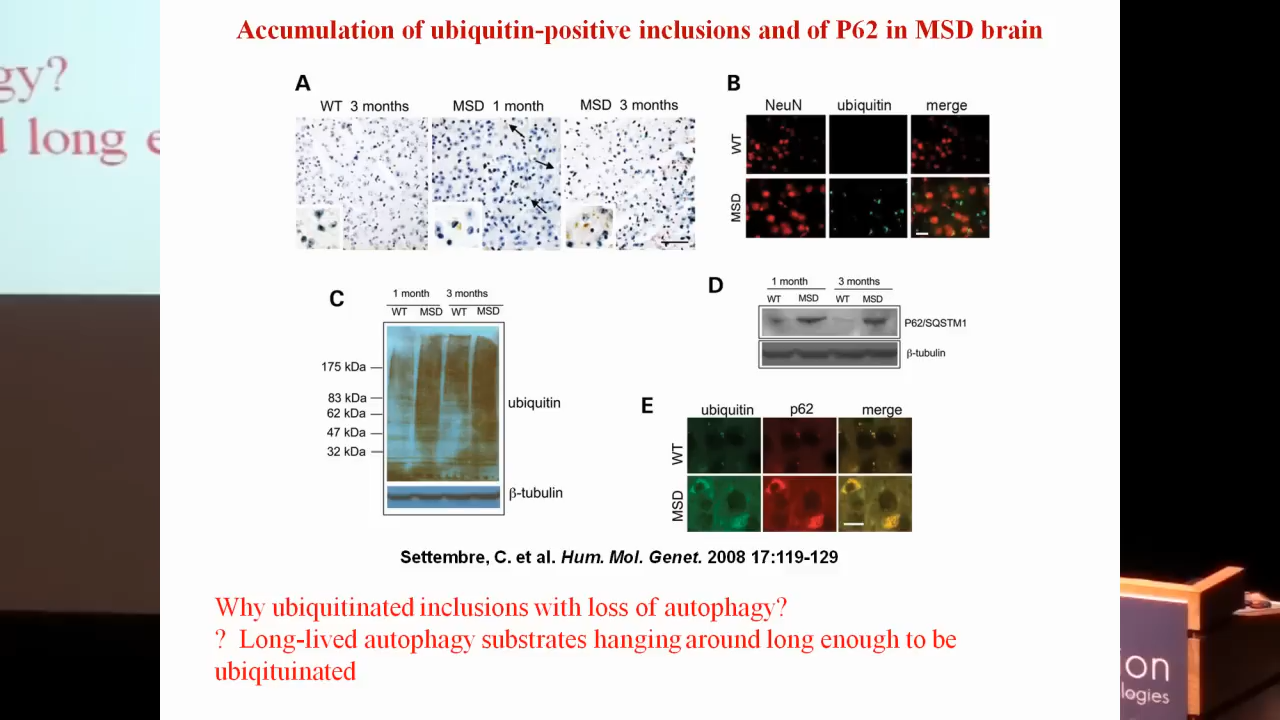 Accumulation of ubiquitin-positive inclusions and of P62 in MSD brain
gy?
long e
A
WT 3 months
MSD 1 month
MSD 3 months
B
NeuN
ubiquitin
merge
WT
MSD
C
1 month
3 months
WT
MSD
WT
MSD
175 kDa
83 kDa
62 kDa
47 kDa
32 kDa
ubiquitin
β-tubulin
D
1 month
3 months
WT
MSD
WT
MSD
P62/SQSTM1
β-tubulin
E
ubiquitin
p62
merge
WT
MSD
Settembre, C. et al. Hum. Mol. Genet. 2008 17:119-129
Why ubiquitinated inclusions with loss of autophagy?
? Long-lived autophagy substrates hanging around long enough to be
ubiqituinated
ion
ologies